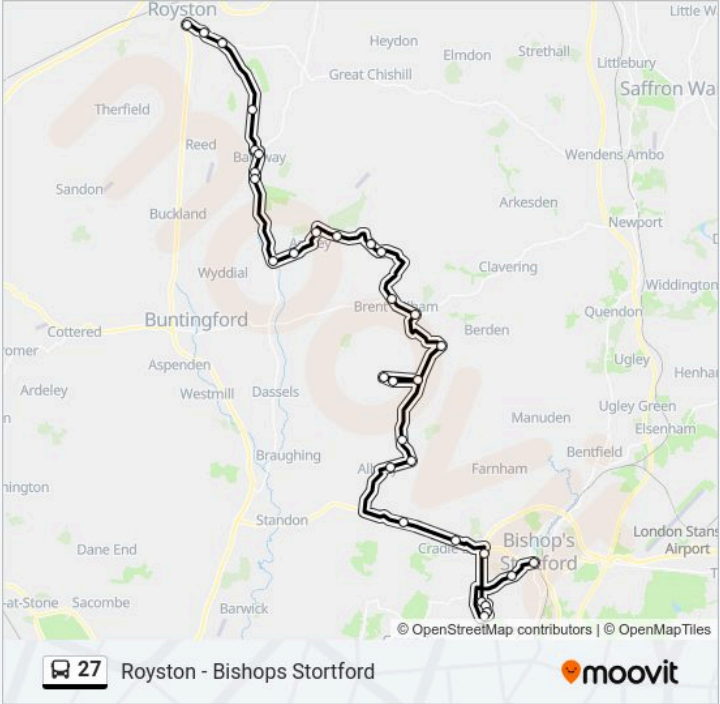 Royston
Little W
Heydon
Elmdon
Strethall
Littlebury
Great Chishill
Saffron Wa
Therfield
Reed
Wendens Ambo
Sandon
Arkesden
Buckland
Newport
Clavering
Wyddial
Widdington
Brent
Quendon
Buntingford
Cottered
Berden
Ugley
Aspenden
Henha
Ardeley
Westmill
Dassels
Ugley Green
Manuden
Elsenham
Braughing
Bentfield
Farnham
Standon
London Stans
Airport
Bishop's
Dane End
Sacombe
Barwick
© OpenStreetMap contributors | © OpenMapTiles
27
Royston - Bishops Stortford
moovit